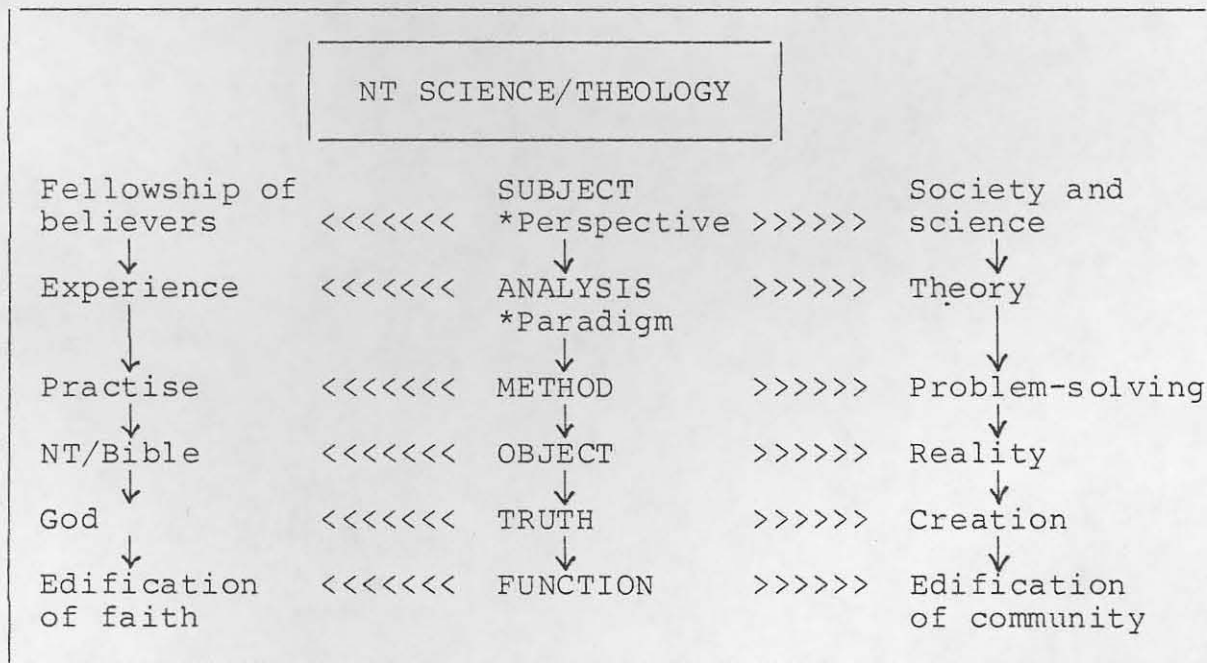 NT SCIENCE/THEOLOGY
Fellowship of SUBJECT Society and
believers <<<<<<< *Perspective >>>>>> science
Experience <<<<<<< ANALYSIS >>>>>> Theory
*Paradigm
Practise <<<<<<< METHOD >>>>>> Problem-solving
NT/Bible <<<<<<< OBJECT >>>>>> Reality
God <<<<<<< TRUTH >>>>>> Creation
Edification <<<<<<< FUNCTION >>>>>> Edification
of faith of community